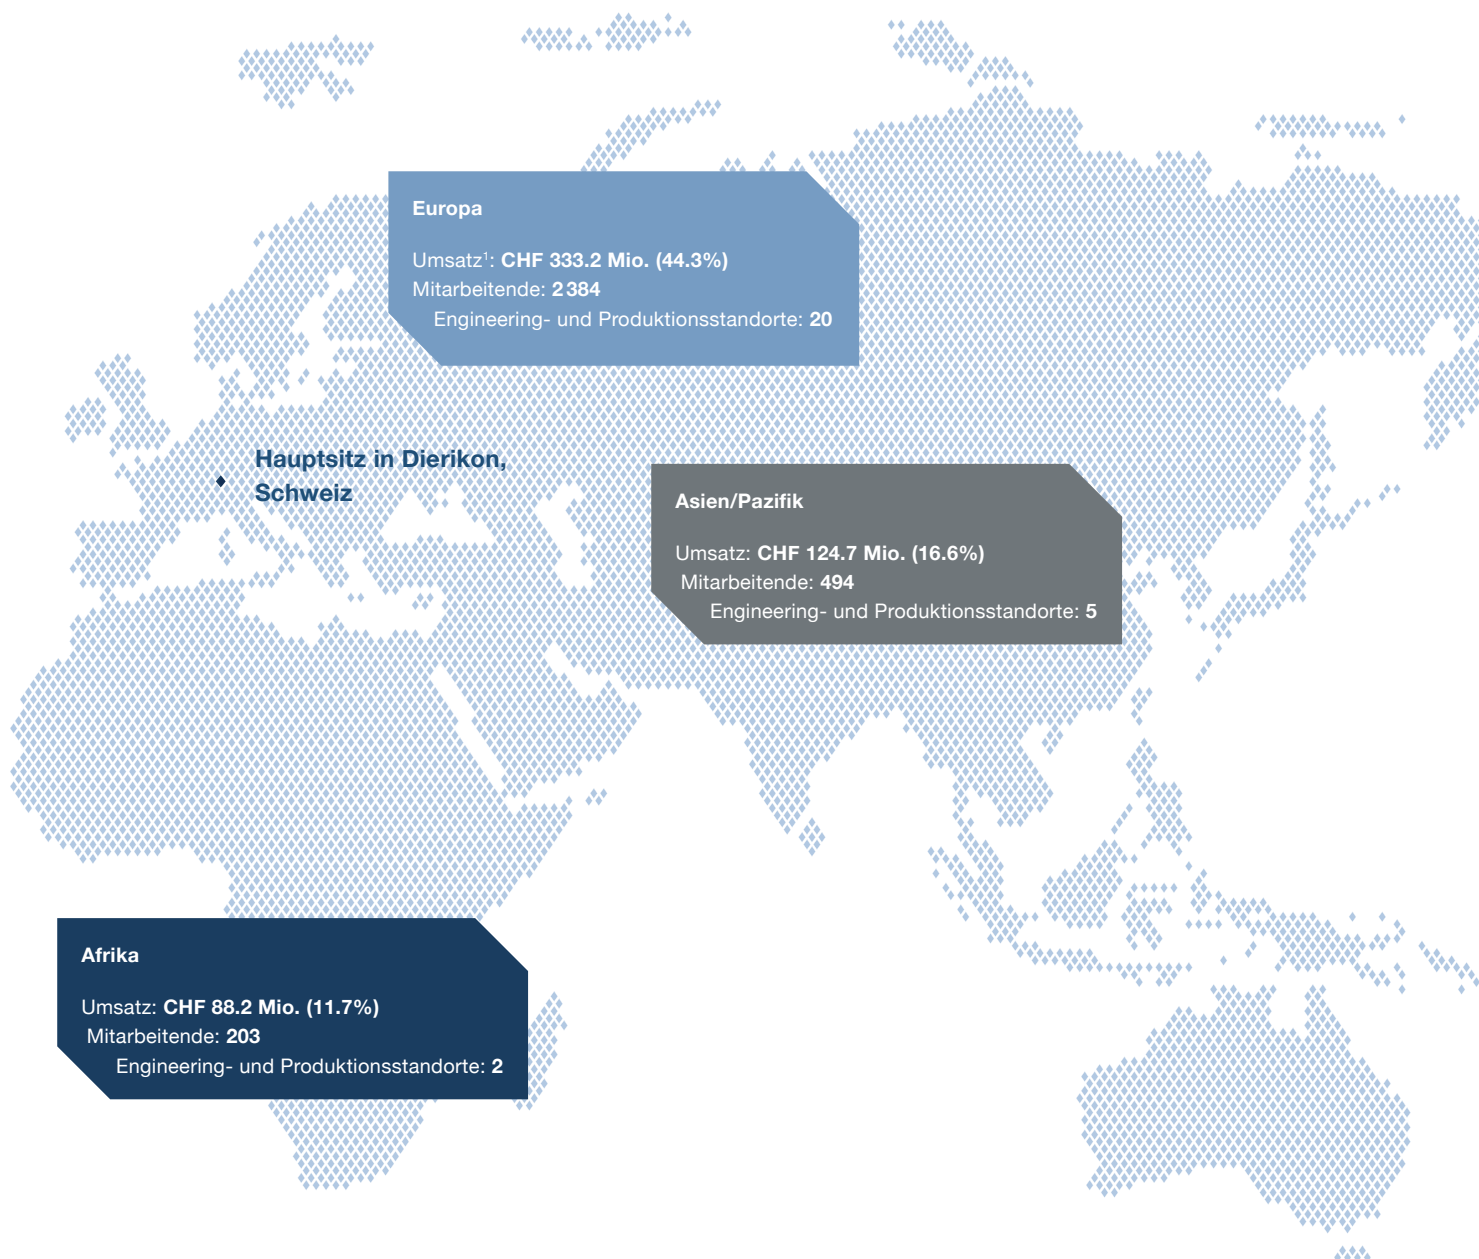 Europa
Umsatz¹: CHF 333.2 Mio. (44.3%)
Mitarbeitende: 2 384
Engineering- und Produktionsstandorte: 20
Hauptsitz in Dierikon,
Schweiz
Asien/Pazifik
Umsatz: CHF 124.7 Mio. (16.6%)
Mitarbeitende: 494
Engineering- und Produktionsstandorte: 5
Afrika
Umsatz: CHF 88.2 Mio. (11.7%)
Mitarbeitende: 203
Engineering- und Produktionsstandorte: 2